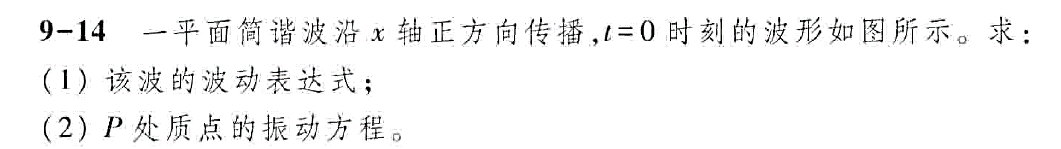 9-14 一平面简谐波沿 x 轴正方向传播,t=0 时刻的波形如图所示。求:
(1) 该波的波动表达式;
(2) P 处质点的振动方程。